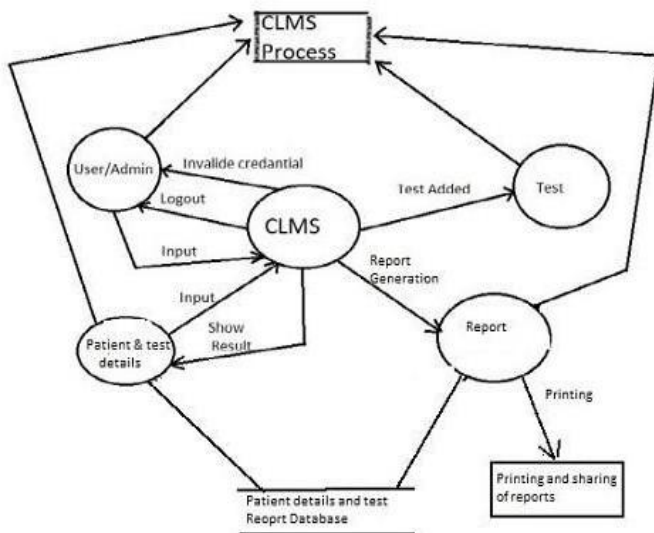 CLMS
Process
User/Admin
Invalide credantial
Logout
Test Added
Test
CLMS
Input
Report
Generation
Input
Show
Result
Report
Patient & test
details
Printing
Patient details and test
Reoprt Database
Printing and sharing
of reports